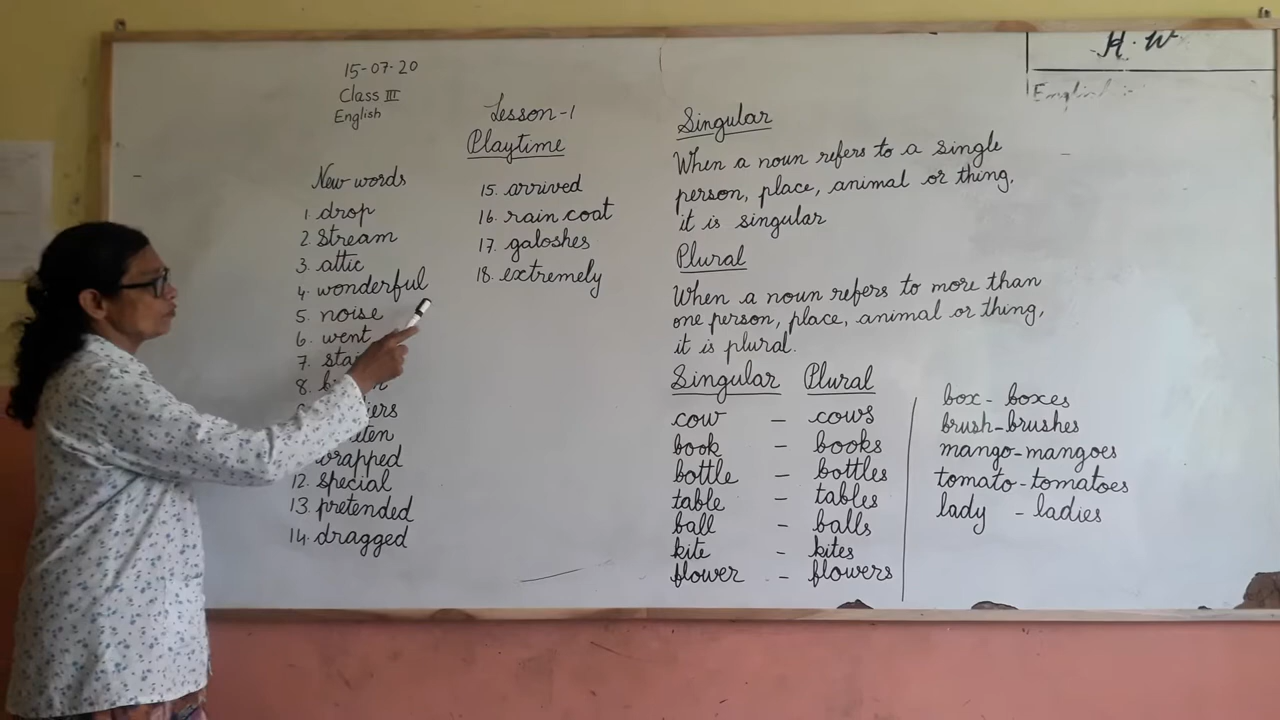 15-07-20
Class III
English
Lesson-1
Playtime
New words
1. drop
2. Stream
3. attic
4. wonderful
5. noise
6. went
7.
8.
12. special
13. pretended
14. dragged
15. arrived
16. rain coat
17. galoshes
18. extremely
Singular
When a noun refers to a single
person, place, animal or thing,
it is singular
Plural
When a noun refers to more than
one person, place, animal or thing,
it is plural.
Singular Plural
cow - cows
book - books
bottle - bottles
table - tables
ball - balls
kite - kites
flower - flowers
box - boxes
brush-brushes
mango-mangoes
tomato-tomatoes
lady - ladies
H.W
English :-